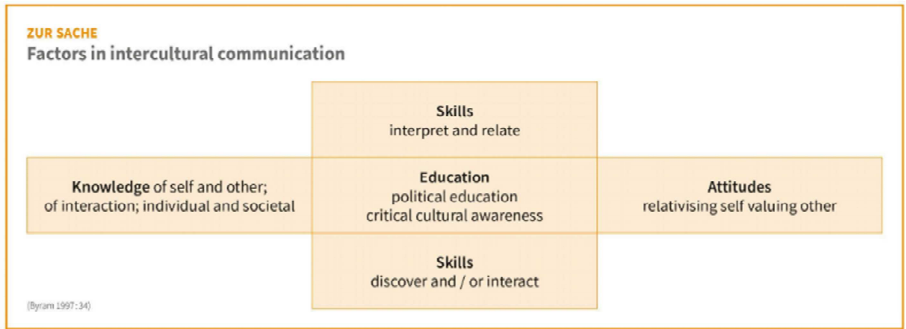 ZUR SACHE
Factors in intercultural communication
Skills
interpret and relate
Knowledge of self and other;
of interaction; individual and societal
Education
political education
critical cultural awareness
Attitudes
relativising self valuing other
Skills
discover and / or interact
(Byram 1997:34)